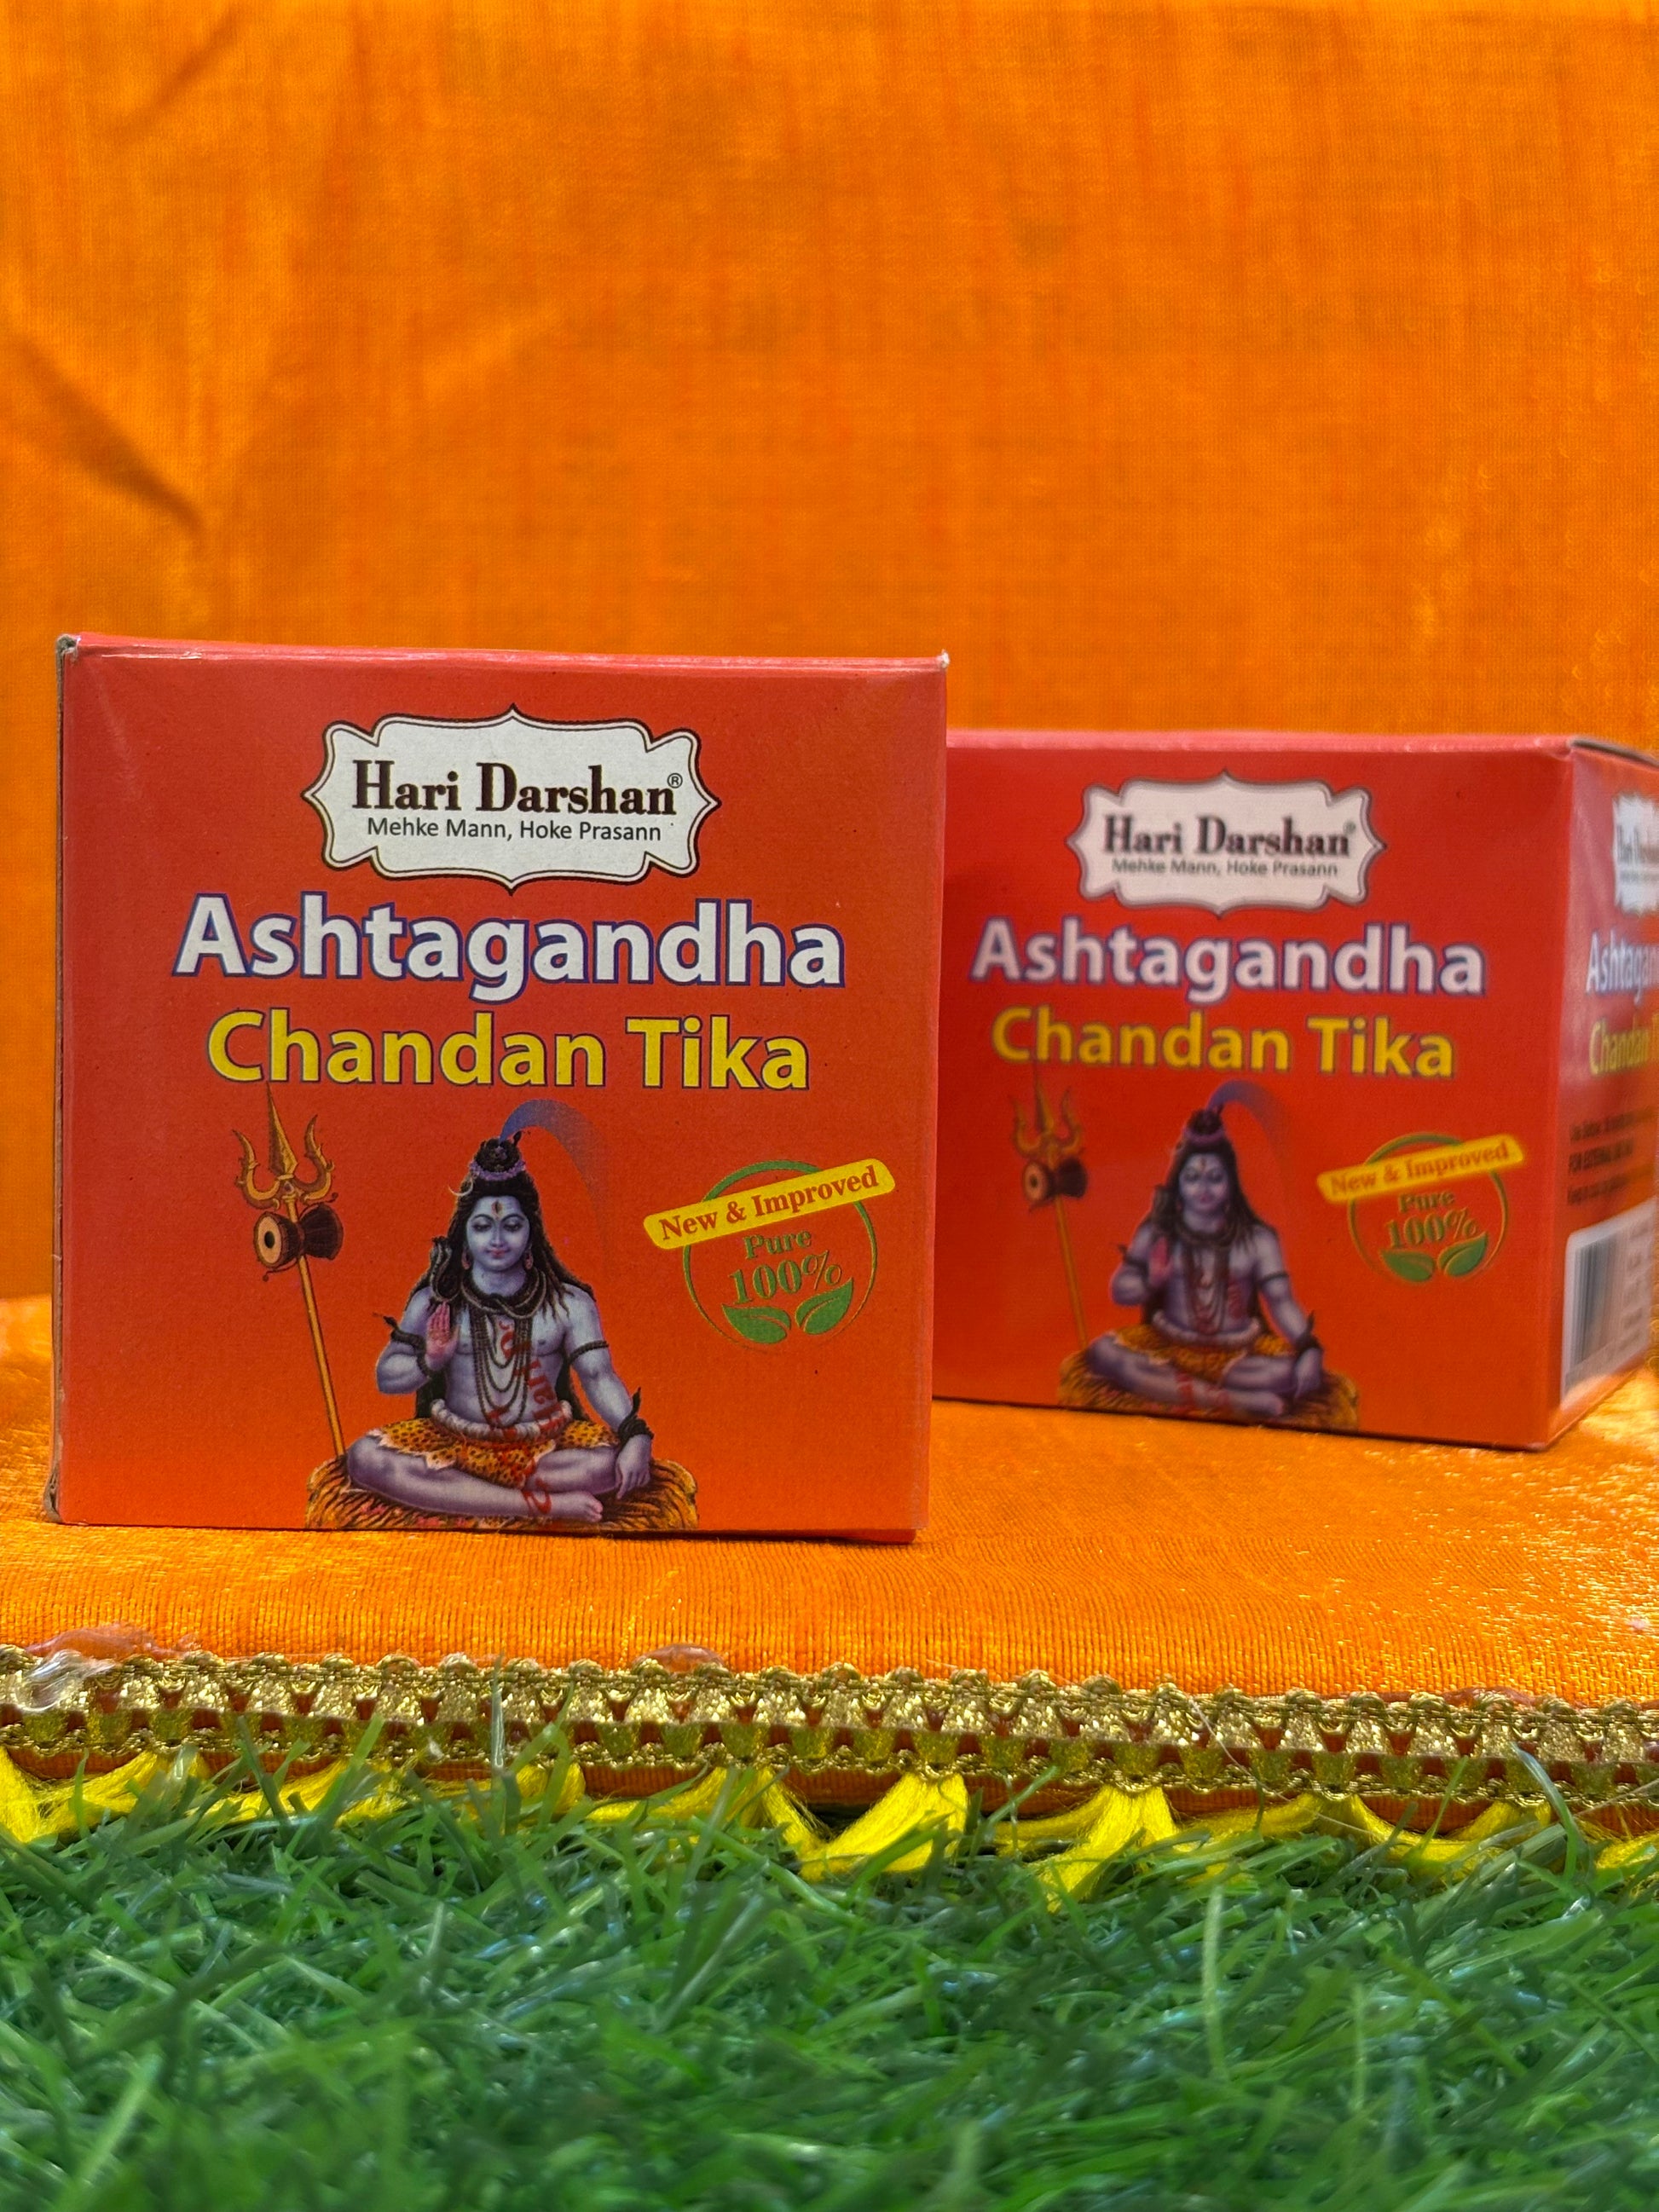 Hari Darshan®
Mehke Mann, Hoke Prasann
Ashtagandha
Chandan Tika
New & Improved
Pure
100%
Hari Darshan®
Mehke Mann, Hoke Prasann
Ashtagandha
Chandan Tika
New & Improved
Pure
100%